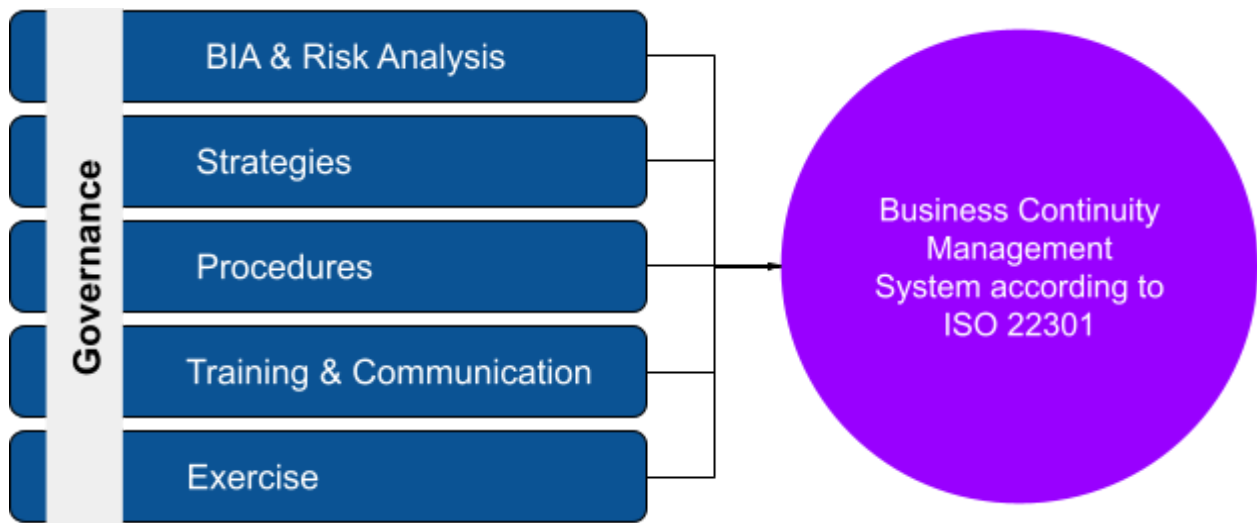 Governance
BIA & Risk Analysis
Strategies
Procedures
Training & Communication
Exercise
Business Continuity
Management
System according to
ISO 22301